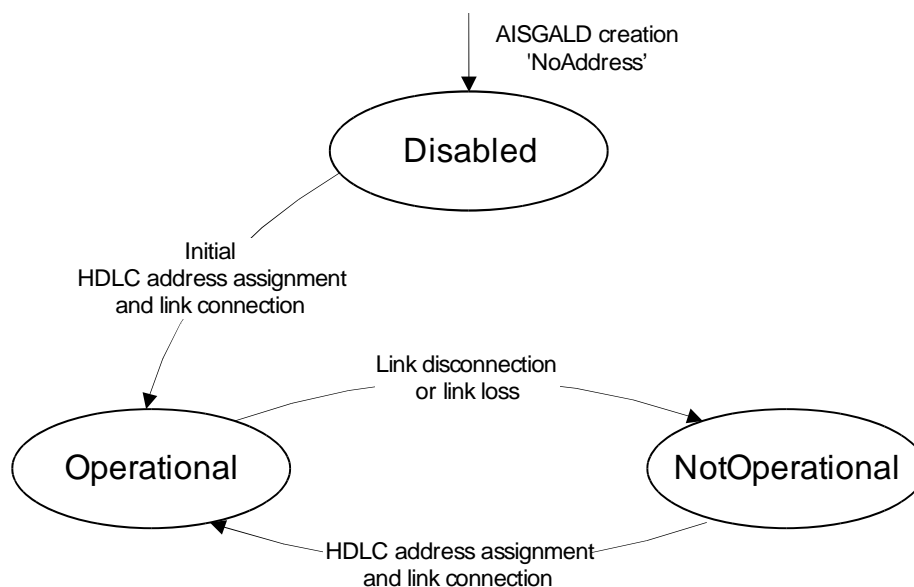 AISGALD creation
'NoAddress’
Disabled
Initial
HDLC address assignment
and link connection
Link disconnection
or link loss
Operational
NotOperational
HDLC address assignment
and link connection